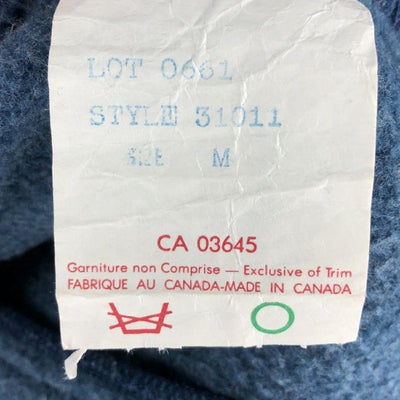 LOT 0661
STYLE 31011
SIZE M
CA 03645
Garniture non Comprise — Exclusive of Trim
FABRIQUE AU CANADA-MADE IN CANADA